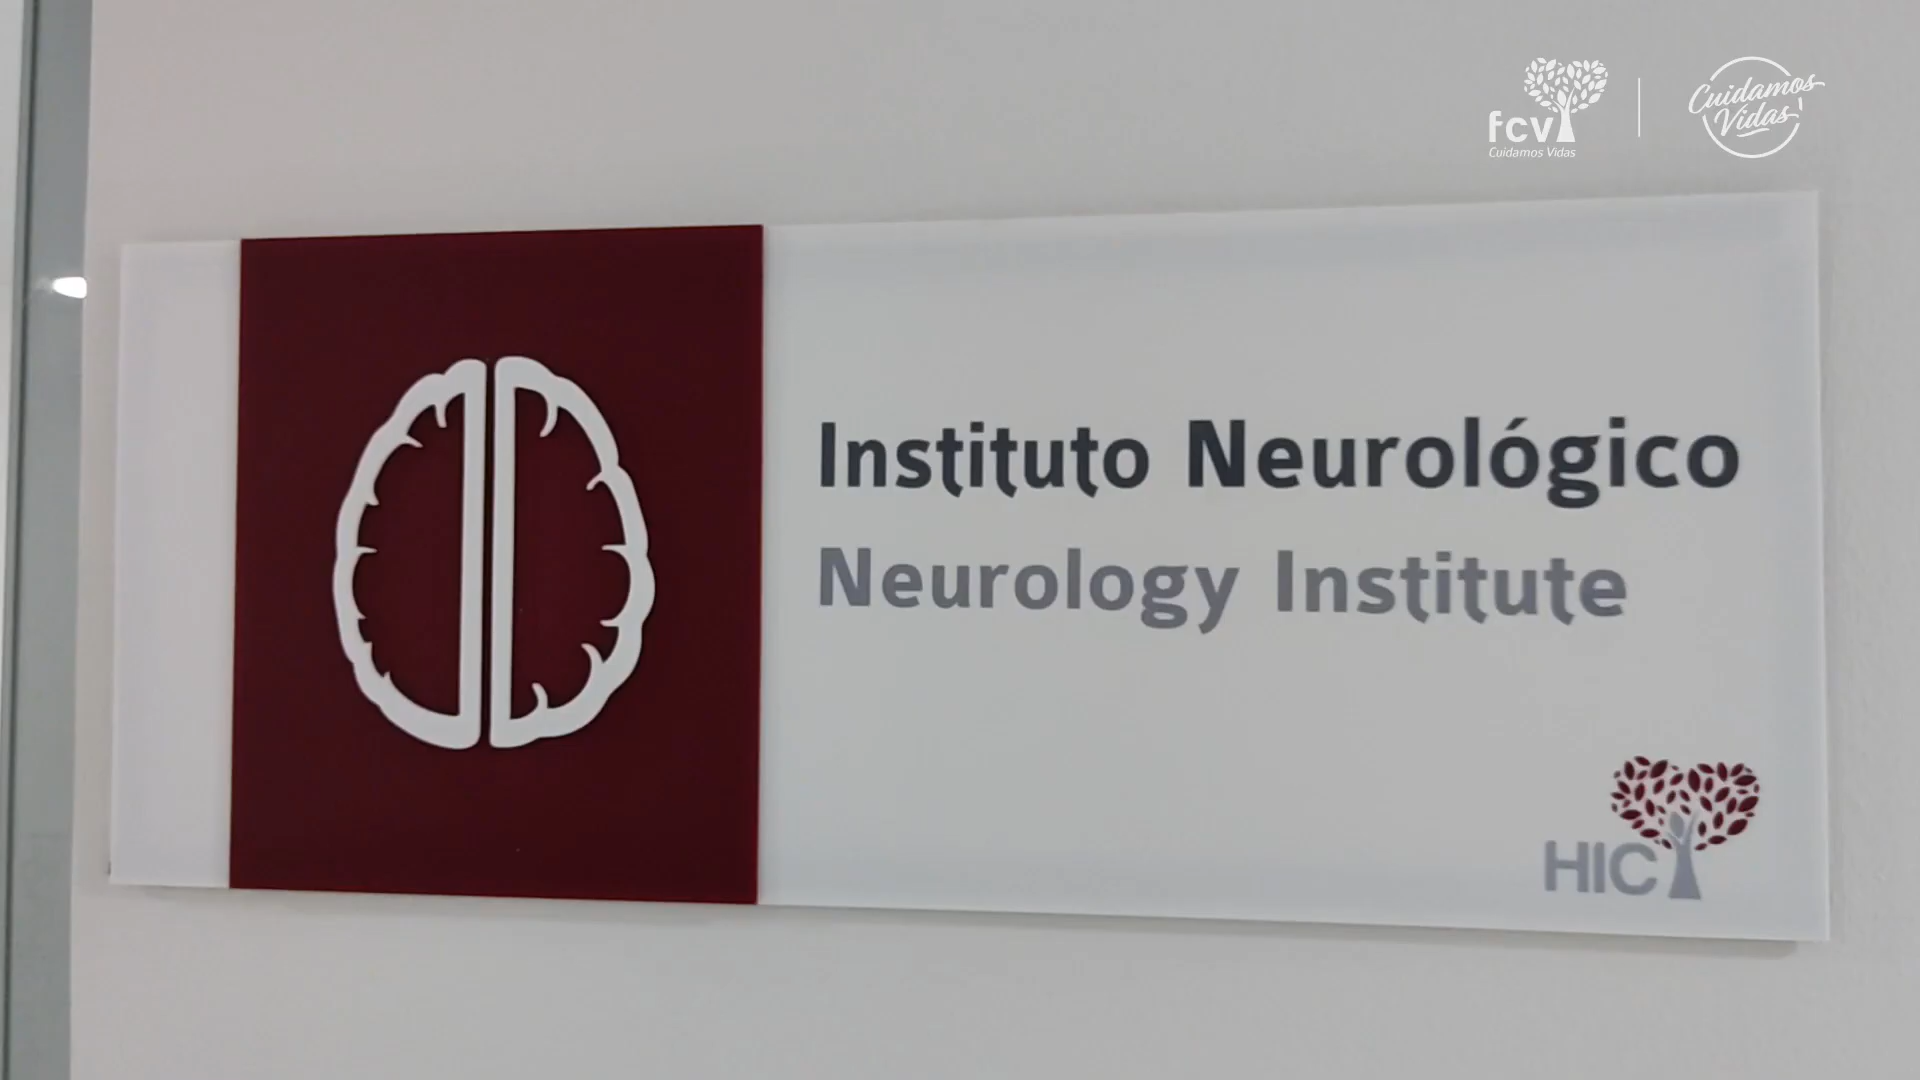 fcv
Cuidamos Vidas
Cuidamos
Vidas
Instituto Neurológico
Neurology Institute
HIC